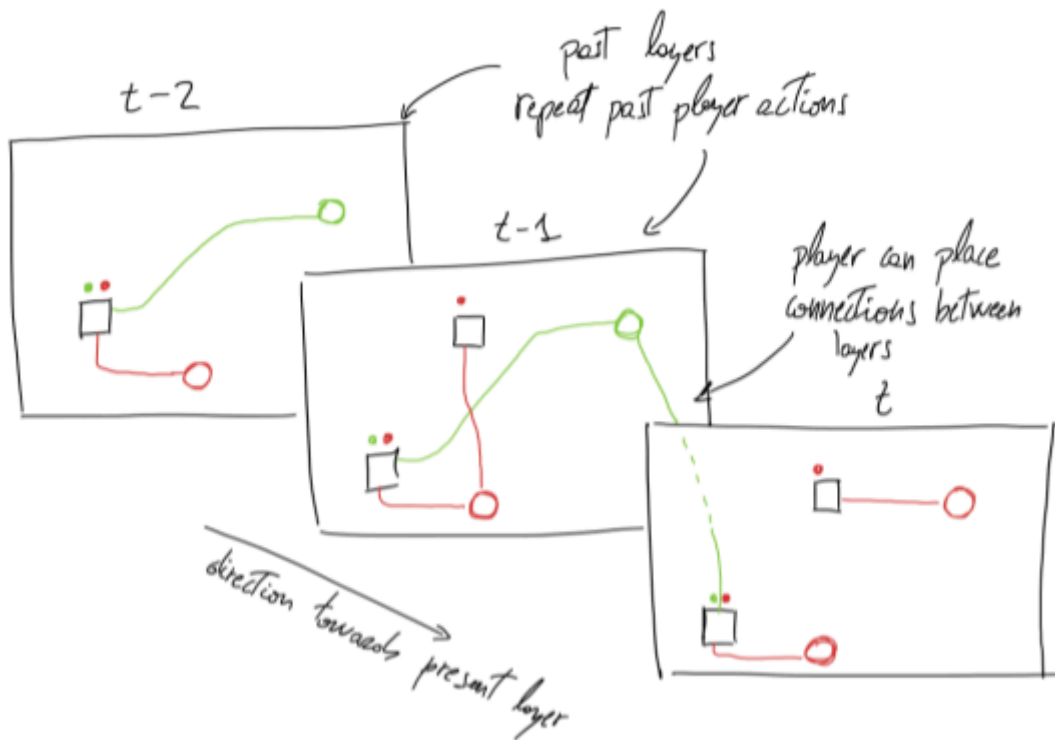 past layers
repeat past player actions
t-2
t-1
player can place
connections between
layers
t
direction towards present layer